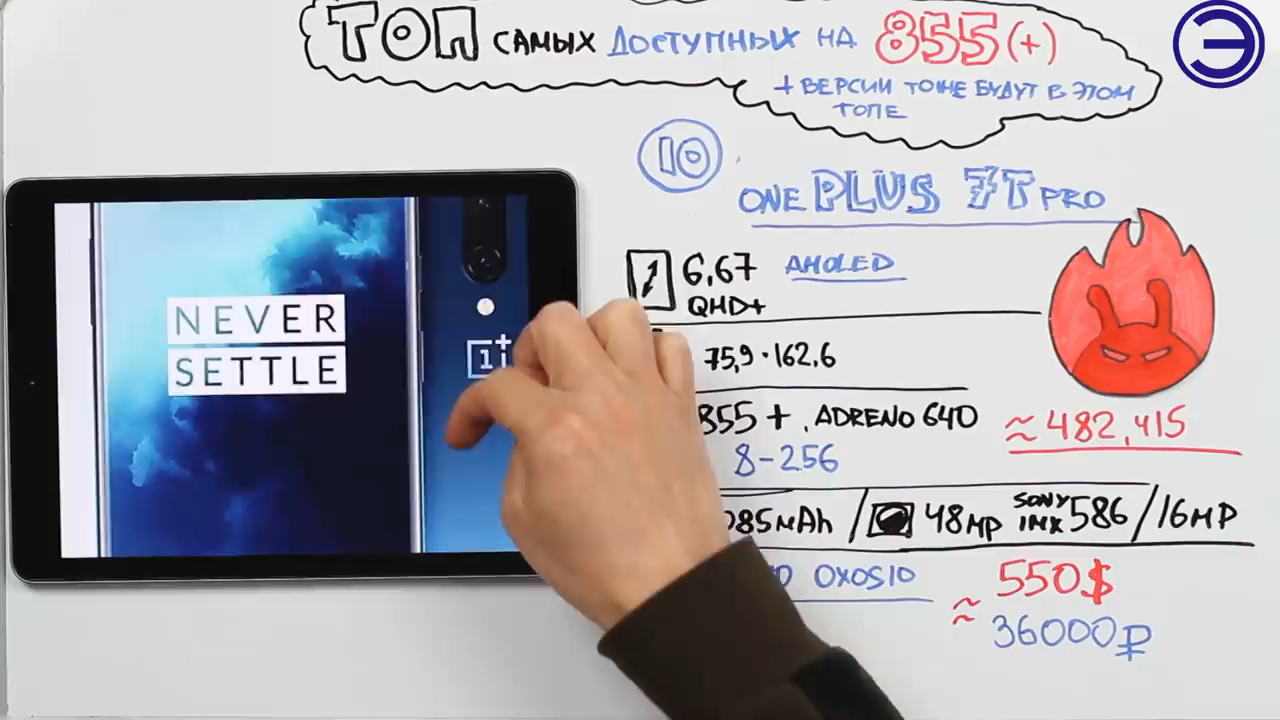 ТОП САМЫХ ДОСТУПНЫХ НА 855(+)
+ ВЕРСИИ ТОЖЕ БУДУТ В ЭТОМ
ТОПЕ
Э
10
ONE PLUS 7T PRO
6,67 AMOLED
QHD+
75,9·162,6
855+, ADRENO 640
8-256
≈482,415
085mAh / 48MP SONY IMX 586 / 16MP
OXOS10
≈ 550$
36000₽
NEVER
SETTLE